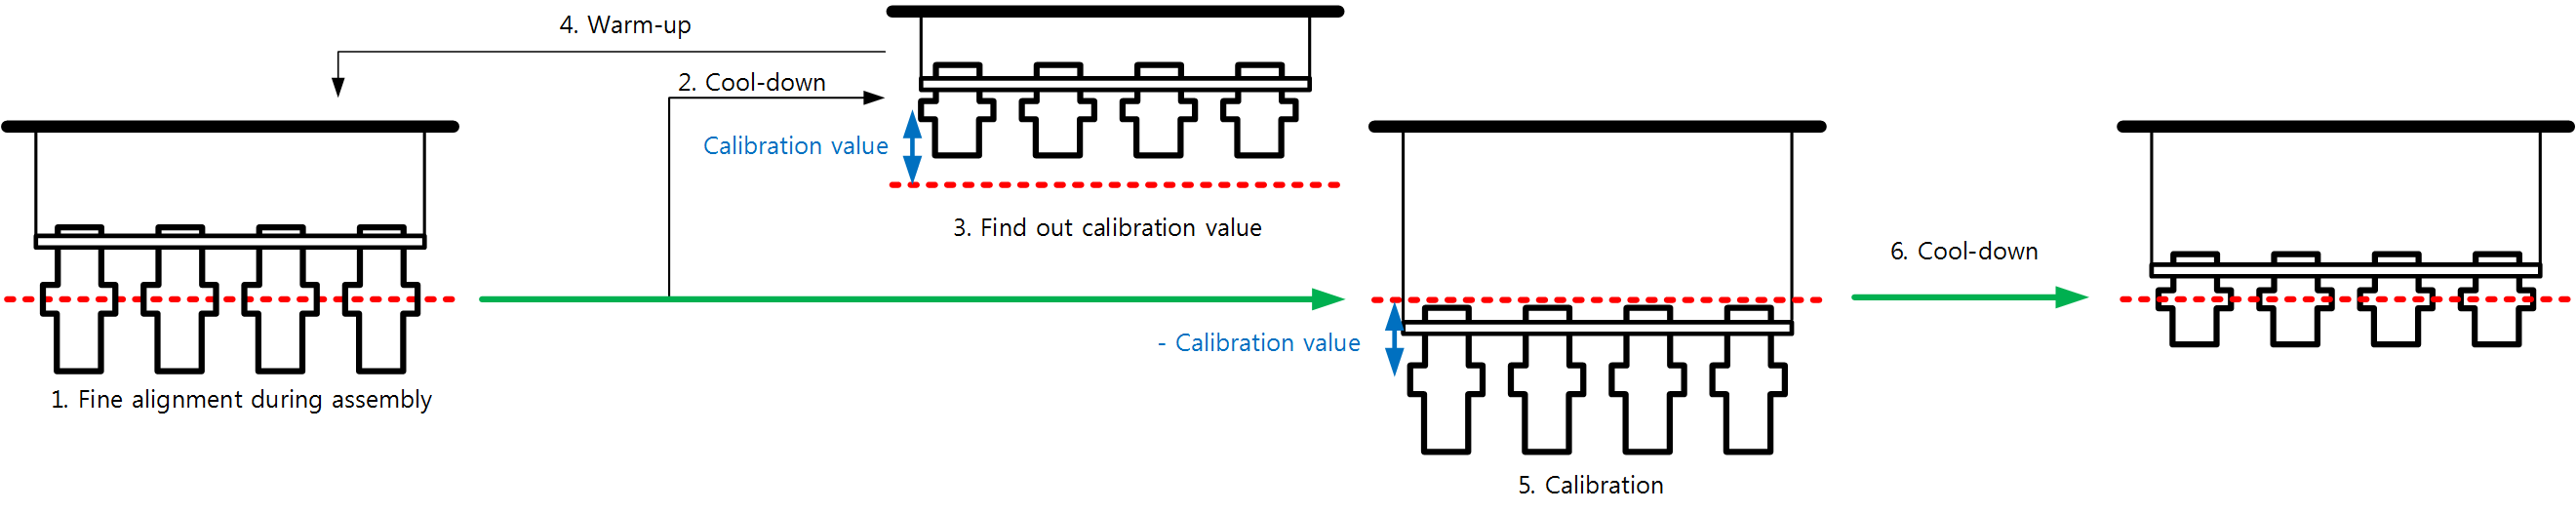 4. Warm-up
2. Cool-down
Calibration value
3. Find out calibration value
6. Cool-down
- Calibration value
1. Fine alignment during assembly
5. Calibration